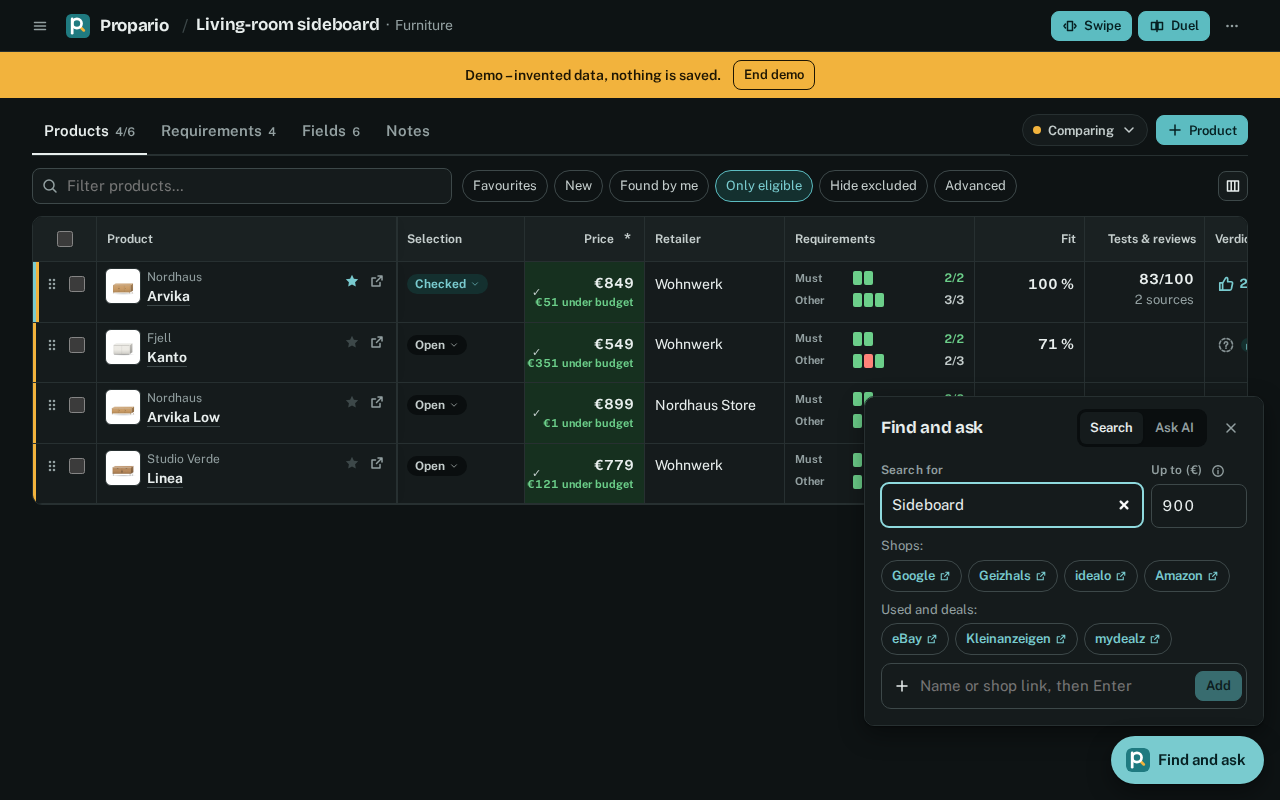 Propario / Living-room sideboard · Furniture
Swipe
Duel
Demo – invented data, nothing is saved.
End demo
Products 4/6
Requirements 4
Fields 6
Notes
Comparing
+ Product
Filter products...
Favourites
New
Found by me
Only eligible
Hide excluded
Advanced
Product
Selection
Price *
Retailer
Requirements
Fit
Tests & reviews
Nordhaus
Arvika
Checked
✓ €849
€51 under budget
Wohnwerk
Must 2/2
Other 3/3
100 %
83/100
2 sources
Fjell
Kanto
Open
✓ €549
€351 under budget
Wohnwerk
Must 2/2
Other 2/3
71 %
Nordhaus
Arvika Low
Open
✓ €899
€1 under budget
Nordhaus Store
Must
Other
Studio Verde
Linea
Open
✓ €779
€121 under budget
Wohnwerk
Must
Other
Find and ask
Search
Ask AI
Search for
Up to (€)
Sideboard
900
Shops:
Google
Geizhals
idealo
Amazon
Used and deals:
eBay
Kleinanzeigen
mydealz
+ Name or shop link, then Enter
Add
Find and ask